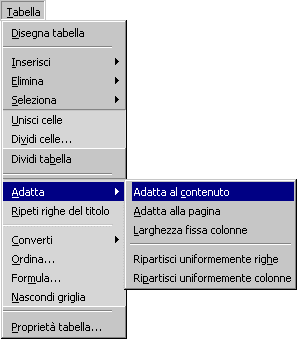 Tabella
Disegna tabella
Inserisci
Elimina
Seleziona
Unisci celle
Dividi celle...
Dividi tabella
Adatta
Ripeti righe del titolo
Converti
Ordina...
Formula...
Nascondi griglia
Proprietà tabella...
Adatta al contenuto
Adatta alla pagina
Larghezza fissa colonne
Ripartisci uniformemente righe
Ripartisci uniformemente colonne